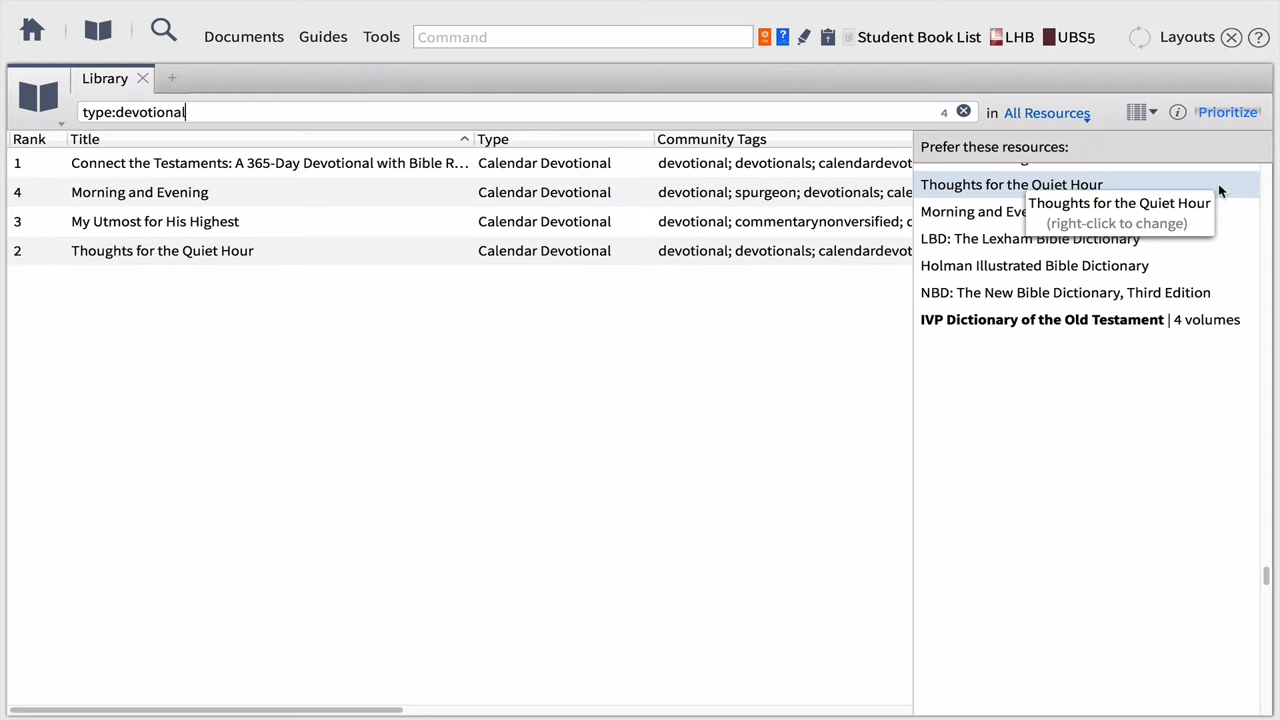 Documents Guides Tools Command Student Book List LHB UBS5 Layouts
Library
type:devotional 4 in All Resources Prioritize
Rank Title Type Community Tags Prefer these resources:
1 Connect the Testaments: A 365-Day Devotional with Bible R... Calendar Devotional devotional; devotionals; calendardevot
4 Morning and Evening Calendar Devotional devotional; spurgeon; devotionals; cale
3 My Utmost for His Highest Calendar Devotional devotional; commentarynonversified; c
2 Thoughts for the Quiet Hour Calendar Devotional devotional; devotionals; calendardevot
Thoughts for the Quiet Hour
Thoughts for the Quiet Hour
(right-click to change)
Morning and Eve
LBD: The Lexham Bible Dictionary
Holman Illustrated Bible Dictionary
NBD: The New Bible Dictionary, Third Edition
IVP Dictionary of the Old Testament | 4 volumes